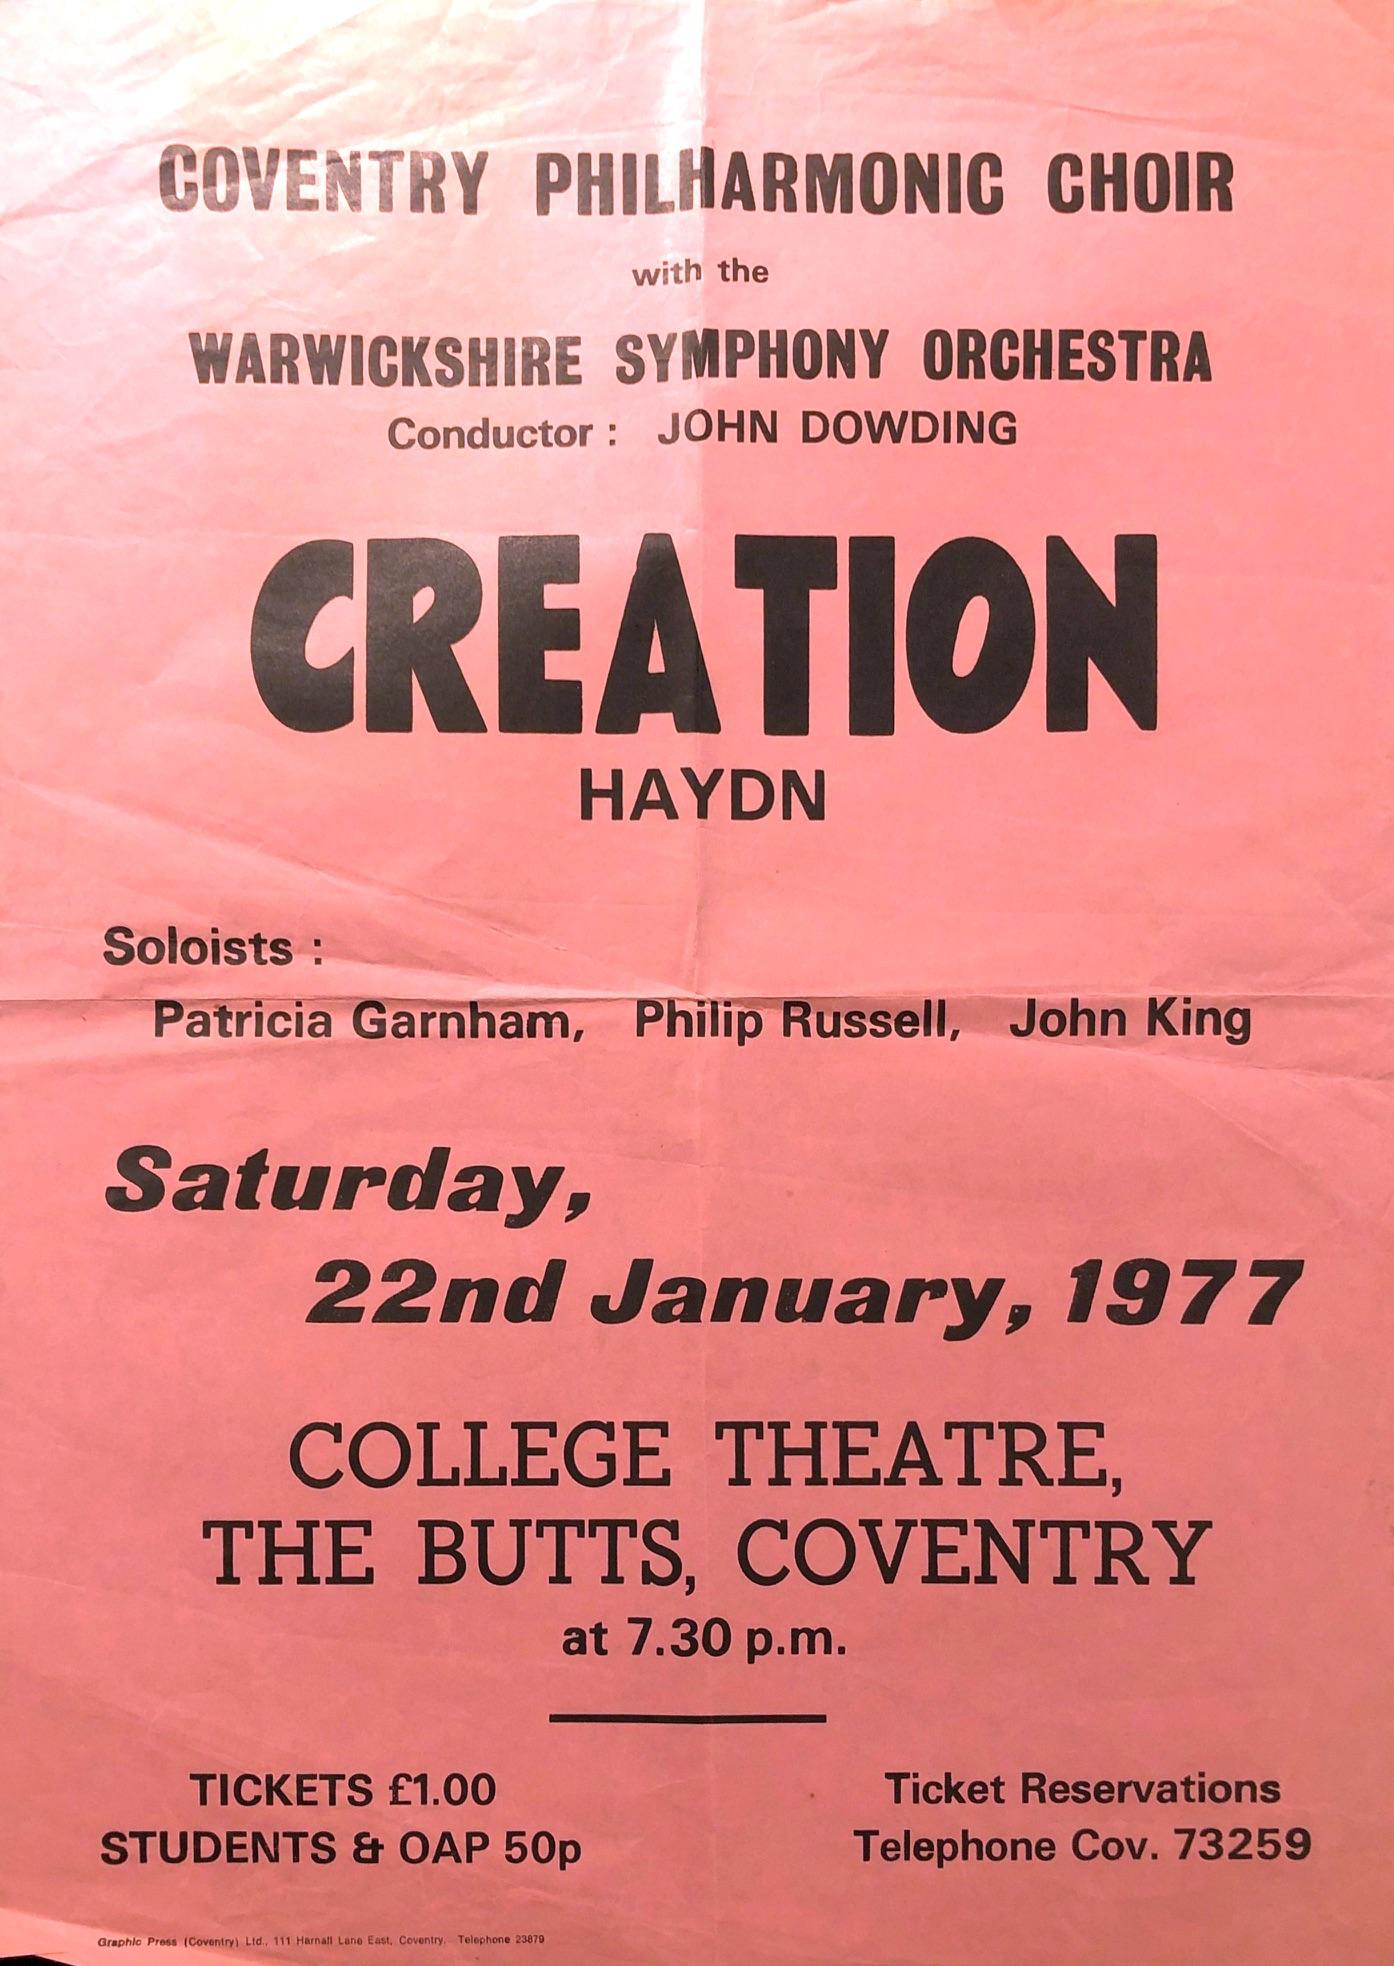 COVENTRY PHILHARMONIC CHOIR
with the
WARWICKSHIRE SYMPHONY ORCHESTRA
Conductor : JOHN DOWDING
CREATION
HAYDN
Soloists :
Patricia Garnham, Philip Russell, John King
Saturday,
22nd January, 1977
COLLEGE THEATRE,
THE BUTTS, COVENTRY
at 7.30 p.m.
TICKETS £1.00
STUDENTS & OAP 50p
Ticket Reservations
Telephone Cov. 73259
Graphic Press (Coventry) Ltd., 111 Harnall Lane East, Coventry. Telephone 23879